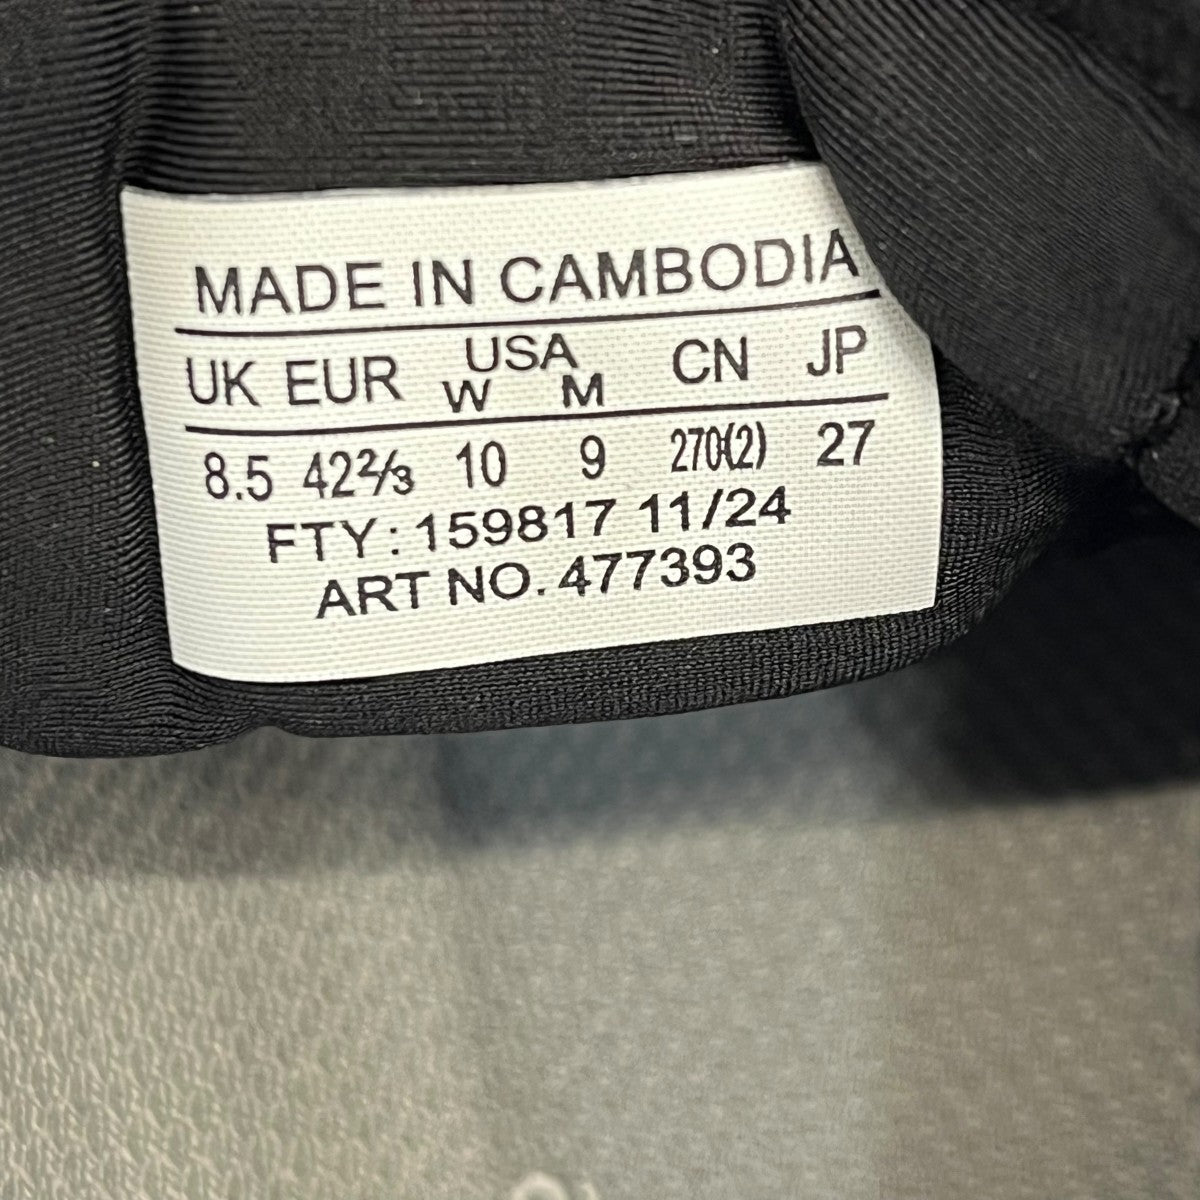 MADE IN CAMBODIA
UK EUR USA CN JP
W M
8.5 42⅔ 10 9 270(2) 27
FTY: 159817 11/24
ART NO. 477393